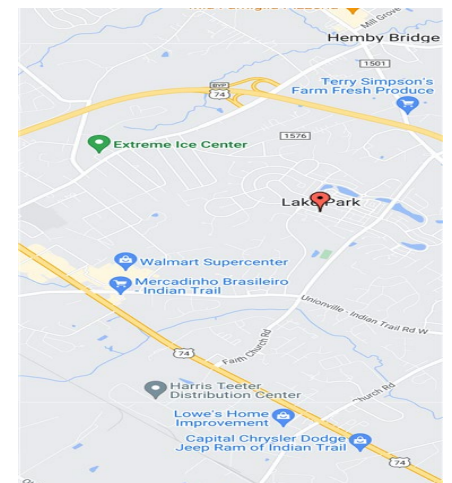 Mill Grove
Hemby Bridge
1501
BYP
74
Terry Simpson's
Farm Fresh Produce
1576
Extreme Ice Center
Lake Park
Walmart Supercenter
Mercadinho Brasileiro
- Indian Trail
Unionville - Indian Trail Rd W
74
Faith Church Rd
Church Rd
Harris Teeter
Distribution Center
Lowe's Home
Improvement
Capital Chrysler Dodge
Jeep Ram of Indian Trail
74